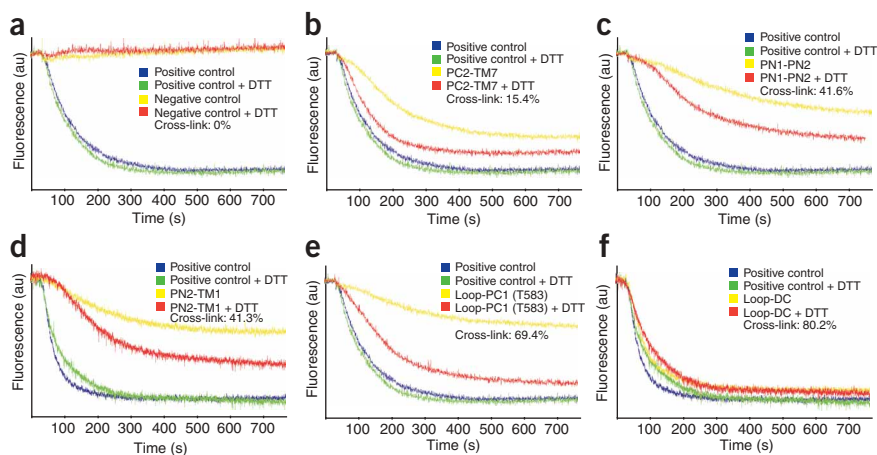 a
Fluorescence (au)
Positive control
Positive control + DTT
Negative control
Negative control + DTT
Cross-link: 0%
100 200 300 400 500 600 700
Time (s)
b
Fluorescence (au)
Positive control
Positive control + DTT
PC2-TM7
PC2-TM7 + DTT
Cross-link: 15.4%
100 200 300 400 500 600 700
Time (s)
c
Fluorescence (au)
Positive control
Positive control + DTT
PN1-PN2
PN1-PN2 + DTT
Cross-link: 41.6%
100 200 300 400 500 600 700
Time (s)
d
Fluorescence (au)
Positive control
Positive control + DTT
PN2-TM1
PN2-TM1 + DTT
Cross-link: 41.3%
100 200 300 400 500 600 700
Time (s)
e
Fluorescence (au)
Positive control
Positive control + DTT
Loop-PC1 (T583)
Loop-PC1 (T583) + DTT
Cross-link: 69.4%
100 200 300 400 500 600 700
Time (s)
f
Fluorescence (au)
Positive control
Positive control + DTT
Loop-DC
Loop-DC + DTT
Cross-link: 80.2%
100 200 300 400 500 600 700
Time (s)